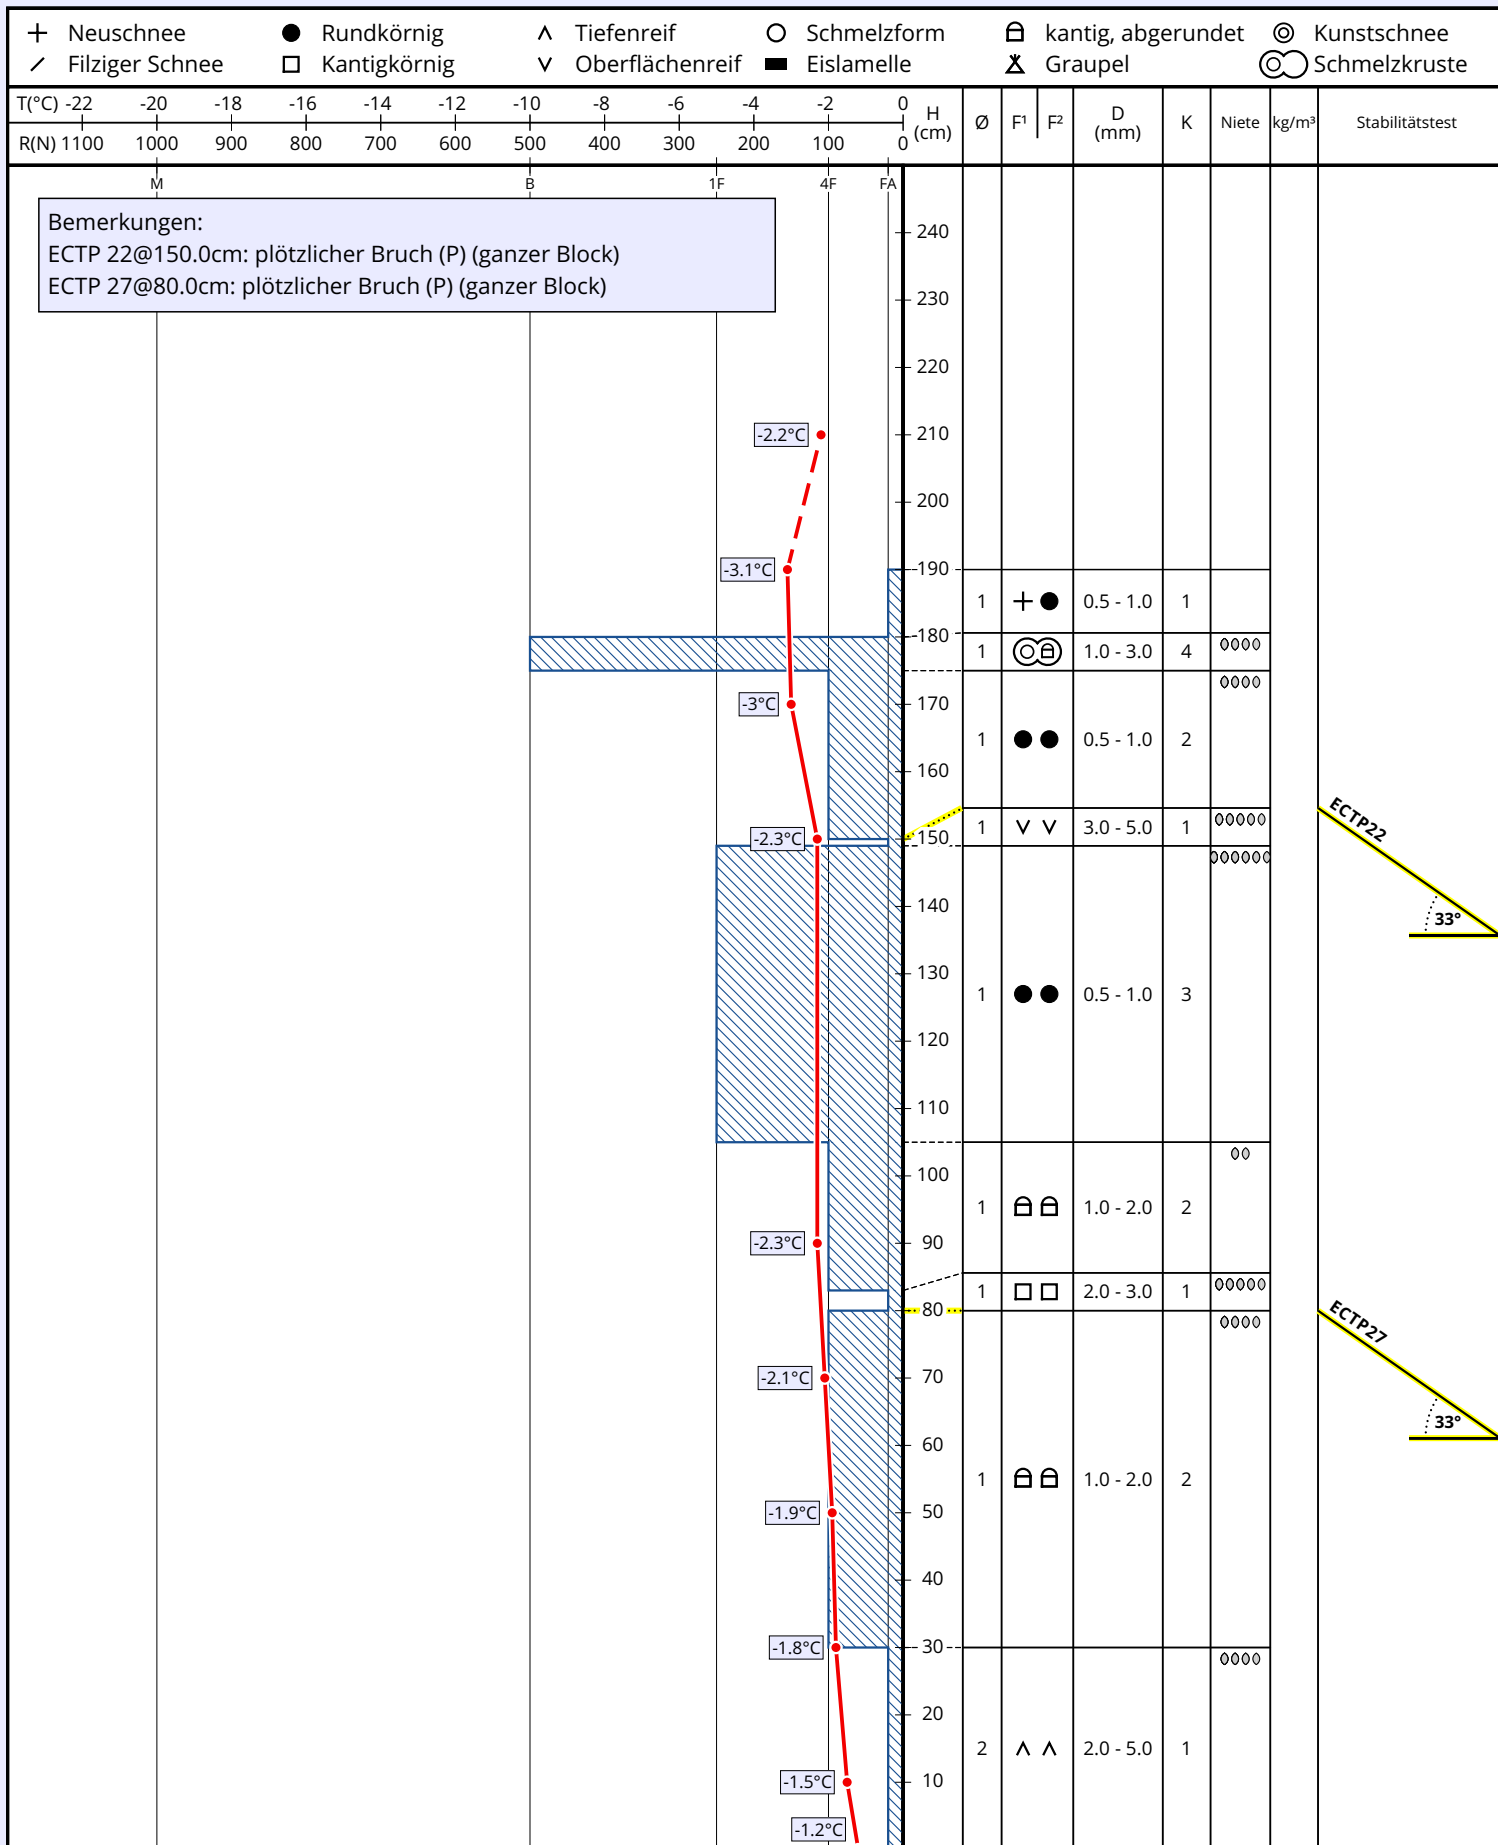 Neuschnee Rundkörnig Tiefenreif Schmelzform kantig, abgerundet Kunstschnee
Filziger Schnee Kantigkörnig Oberflächenreif Eislamelle Graupel Schmelzkruste
T(°C) -22 -20 -18 -16 -14 -12 -10 -8 -6 -4 -2 0
R(N) 1100 1000 900 800 700 600 500 400 300 200 100 0
H (cm) Ø F¹ F² D (mm) K Niete kg/m³ Stabilitätstest
M B 1F 4F FA
Bemerkungen:
ECTP 22@150.0cm: plötzlicher Bruch (P) (ganzer Block)
ECTP 27@80.0cm: plötzlicher Bruch (P) (ganzer Block)
240
230
220
-2.2°C 210
200
-3.1°C 190
1 0.5 - 1.0 1
180
1 1.0 - 3.0 4
-3°C 170
1 0.5 - 1.0 2
160
ECTP22
1 3.0 - 5.0 1
-2.3°C 150
140
33°
130
1 0.5 - 1.0 3
120
110
100
1 1.0 - 2.0 2
-2.3°C 90
1 2.0 - 3.0 1
80
ECTP27
-2.1°C 70
33°
60
1 1.0 - 2.0 2
-1.9°C 50
40
-1.8°C 30
20
2 2.0 - 5.0 1
-1.5°C 10
-1.2°C